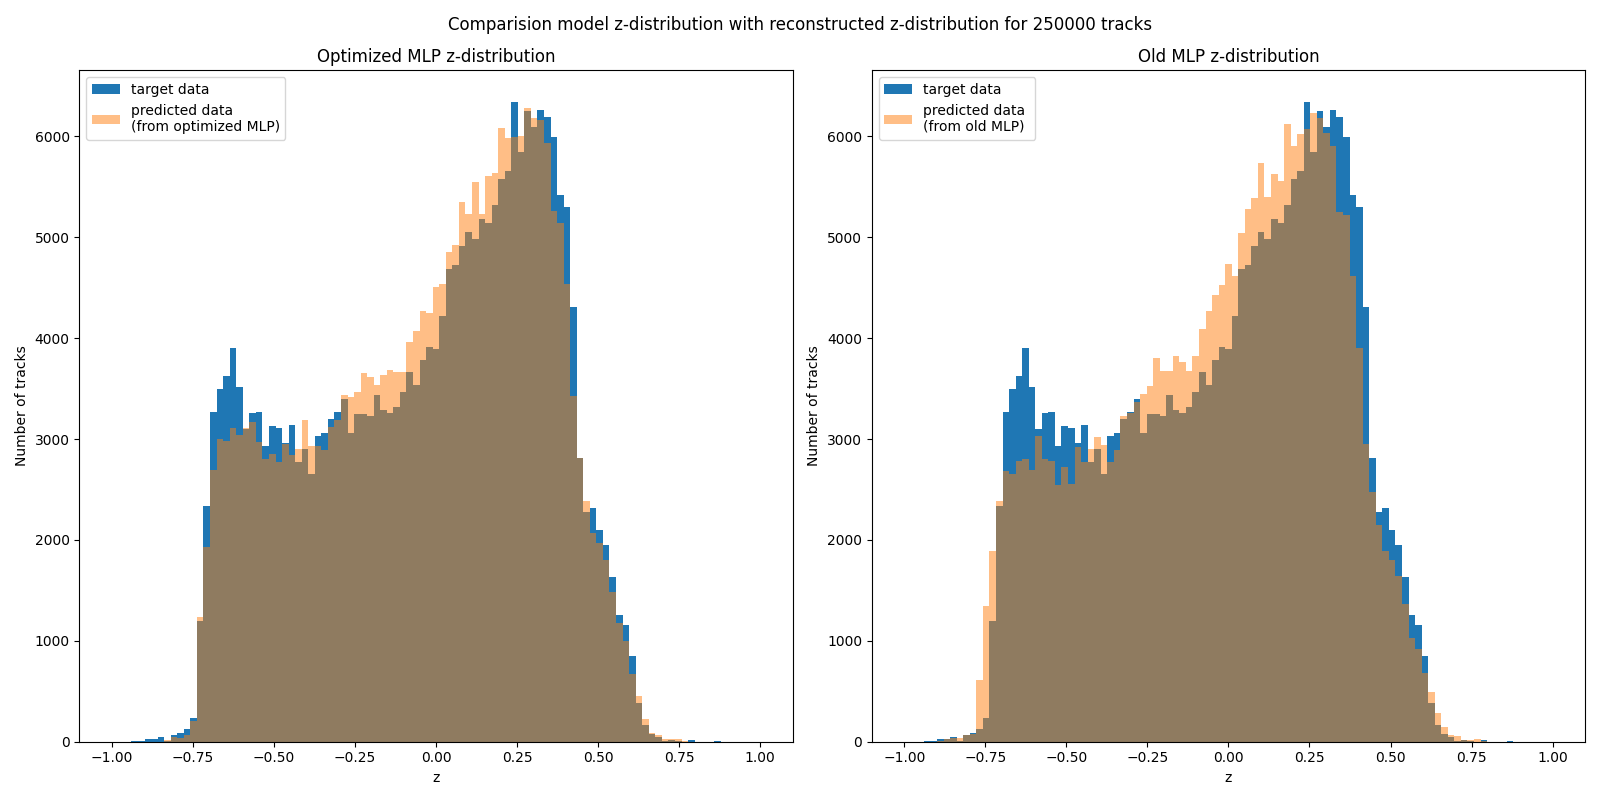 Comparision model z-distribution with reconstructed z-distribution for 250000 tracks
Optimized MLP z-distribution
target data
predicted data
(from optimized MLP)
Number of tracks
6000
5000
4000
3000
2000
1000
0
−1.00 −0.75 −0.50 −0.25 0.00 0.25 0.50 0.75 1.00
z
Old MLP z-distribution
target data
predicted data
(from old MLP)
Number of tracks
6000
5000
4000
3000
2000
1000
0
−1.00 −0.75 −0.50 −0.25 0.00 0.25 0.50 0.75 1.00
z